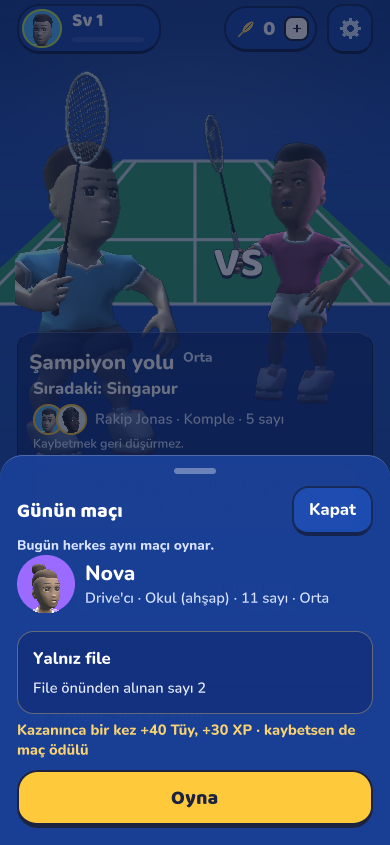 Sv 1
0
+
VS
Şampiyon yolu Orta
Sıradaki: Singapur
Rakip Jonas · Komple · 5 sayı
Kaybetmek geri düşürmez.
Günün maçı
Kapat
Bugün herkes aynı maçı oynar.
Nova
Drive'cı · Okul (ahşap) · 11 sayı · Orta
Yalnız file
File önünden alınan sayı 2
Kazanınca bir kez +40 Tüy, +30 XP · kaybetsen de
maç ödülü
Oyna